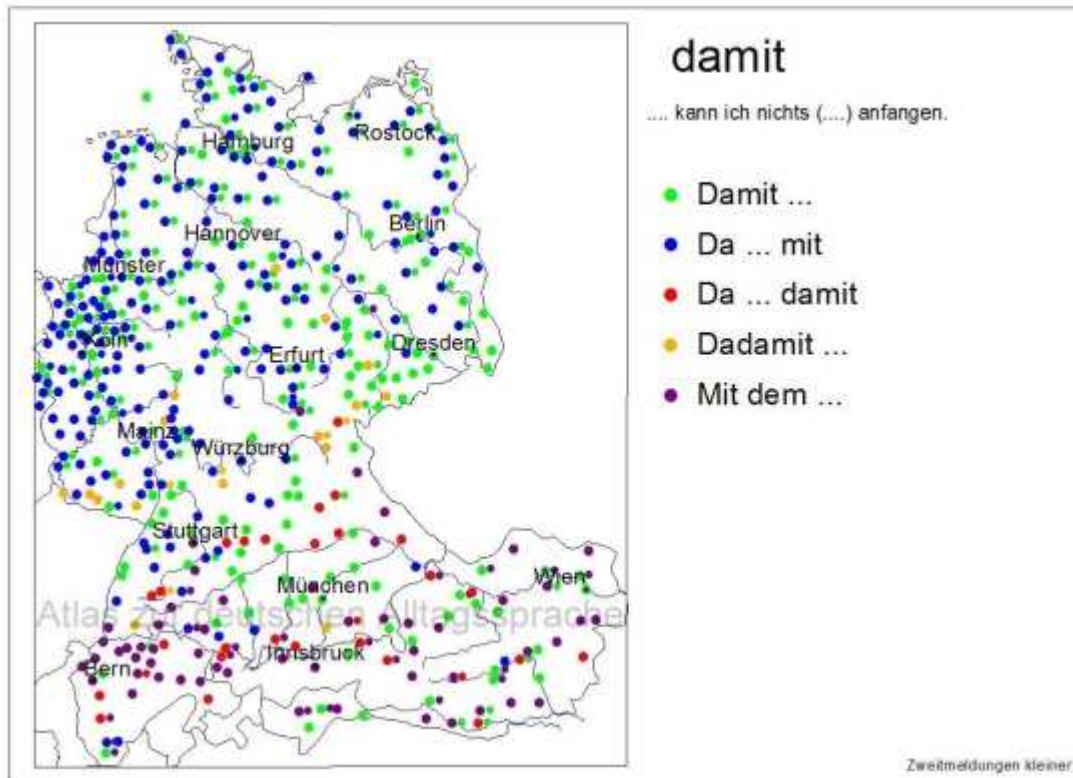 damit
.... kann ich nichts (....) anfangen.
Damit ...
Da ... mit
Da ... damit
Dadamit ...
Mit dem ...
Hamburg
Rostock
Hannover
Berlin
Münster
Köln
Erfurt
Dresden
Mainz
Würzburg
Stuttgart
München
Wien
Atlas zur deutschen Alltagssprache
Innsbruck
Bern
Zweitmeldungen kleiner